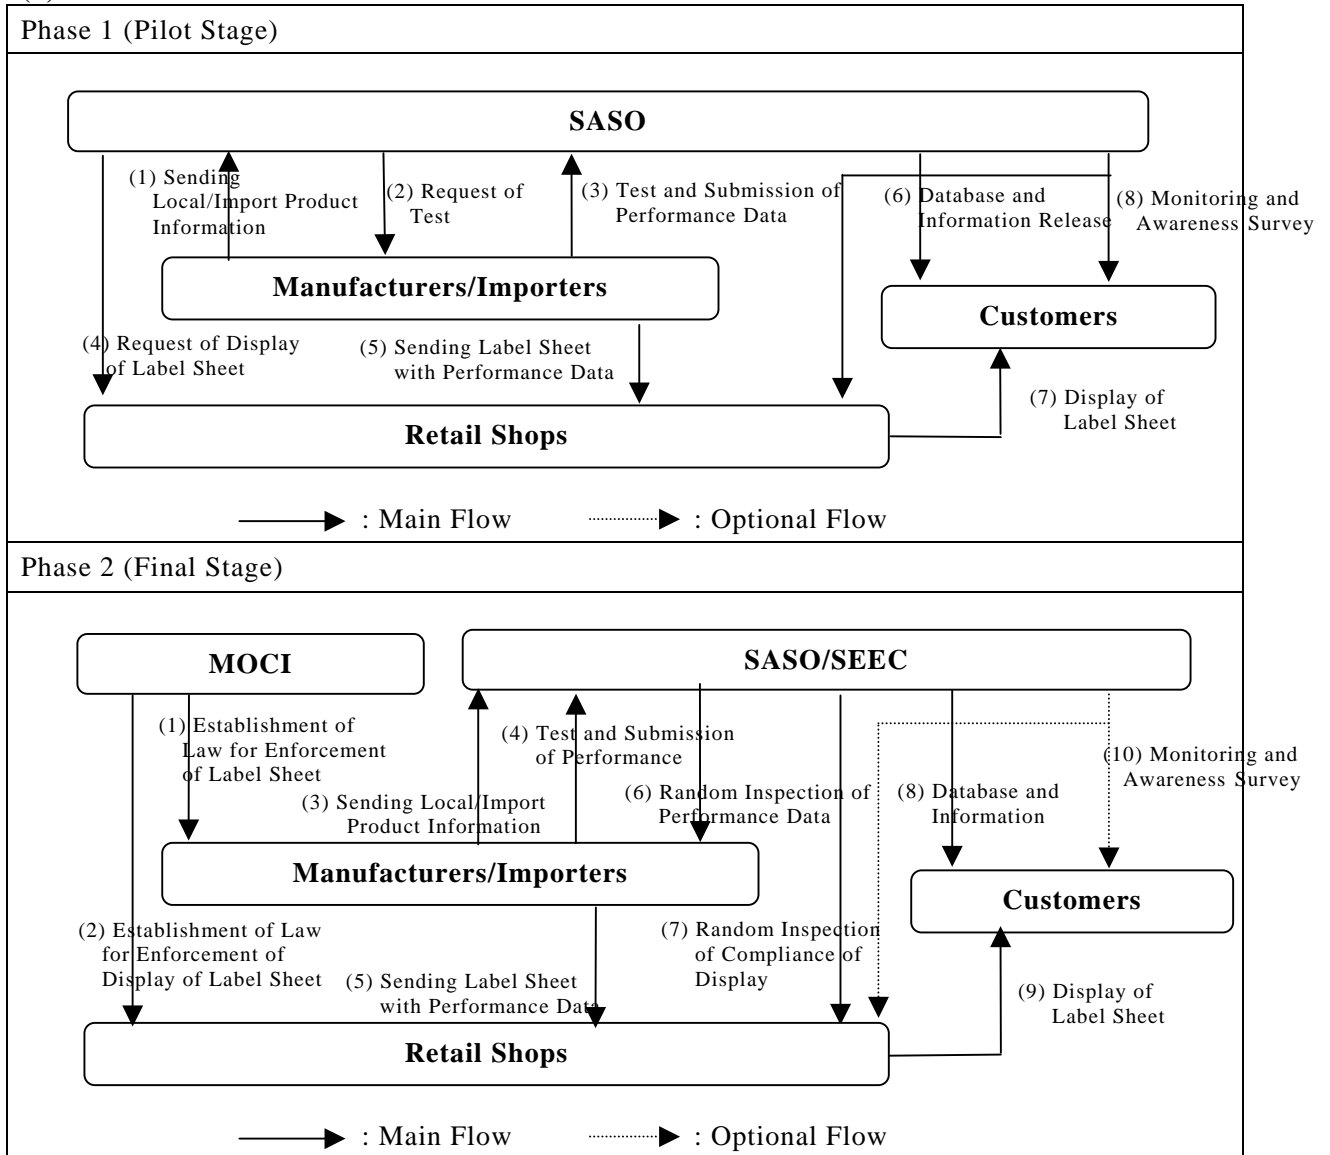 Phase 1 (Pilot Stage)
SASO
(1) Sending
Local/Import Product
Information
(2) Request of
Test
(3) Test and Submission of
Performance Data
(6) Database and
Information Release
(8) Monitoring and
Awareness Survey
Manufacturers/Importers
Customers
(4) Request of Display
of Label Sheet
(5) Sending Label Sheet
with Performance Data
(7) Display of
Label Sheet
Retail Shops
: Main Flow
: Optional Flow
Phase 2 (Final Stage)
MOCI
SASO/SEEC
(1) Establishment of
Law for Enforcement
of Label Sheet
(4) Test and Submission
of Performance
(10) Monitoring and
Awareness Survey
(3) Sending Local/Import
Product Information
(6) Random Inspection of
Performance Data
(8) Database and
Information
Manufacturers/Importers
Customers
(2) Establishment of Law
for Enforcement of
Display of Label Sheet
(5) Sending Label Sheet
with Performance Data
(7) Random Inspection
of Compliance of
Display
(9) Display of
Label Sheet
Retail Shops
: Main Flow
: Optional Flow